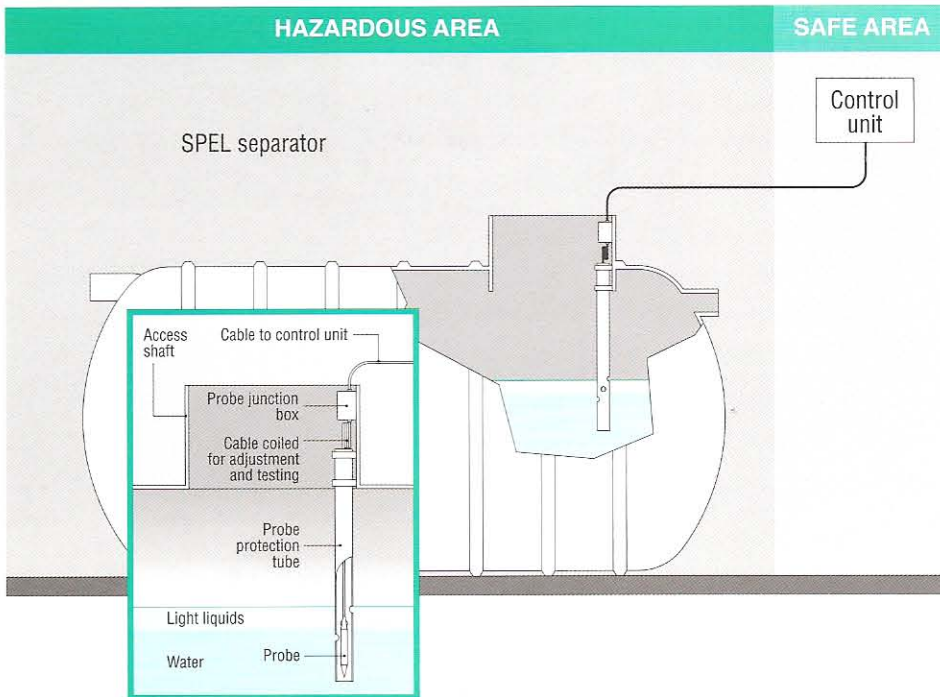 HAZARDOUS AREA
SAFE AREA
Control
unit
SPEL separator
Access
shaft
Cable to control unit
Probe junction
box
Cable coiled
for adjustment
and testing
Probe
protection
tube
Light liquids
Water
Probe